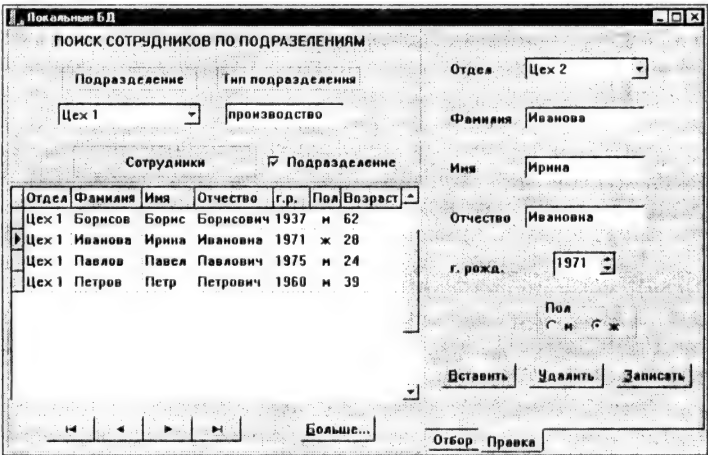 Локальные БД
ПОИСК СОТРУДНИКОВ ПО ПОДРАЗЕЛЕНИЯМ
Подразделение Тип подразделения
Цех 1 производство
Сотрудники Подразделение
Отдел Фамилия Имя Отчество г.р. Пол Возраст
Цех 1 Борисов Борис Борисович 1937 м 62
Цех 1 Иванова Ирина Ивановна 1971 ж 28
Цех 1 Павлов Павел Павлович 1975 м 24
Цех 1 Петров Петр Петрович 1960 м 39
Больше...
Отдел Цех 2
Фамилия Иванова
Имя Ирина
Отчество Ивановна
г. рожд. 1971
Пол
м ж
Вставить Удалить Записать
Отбор Правка